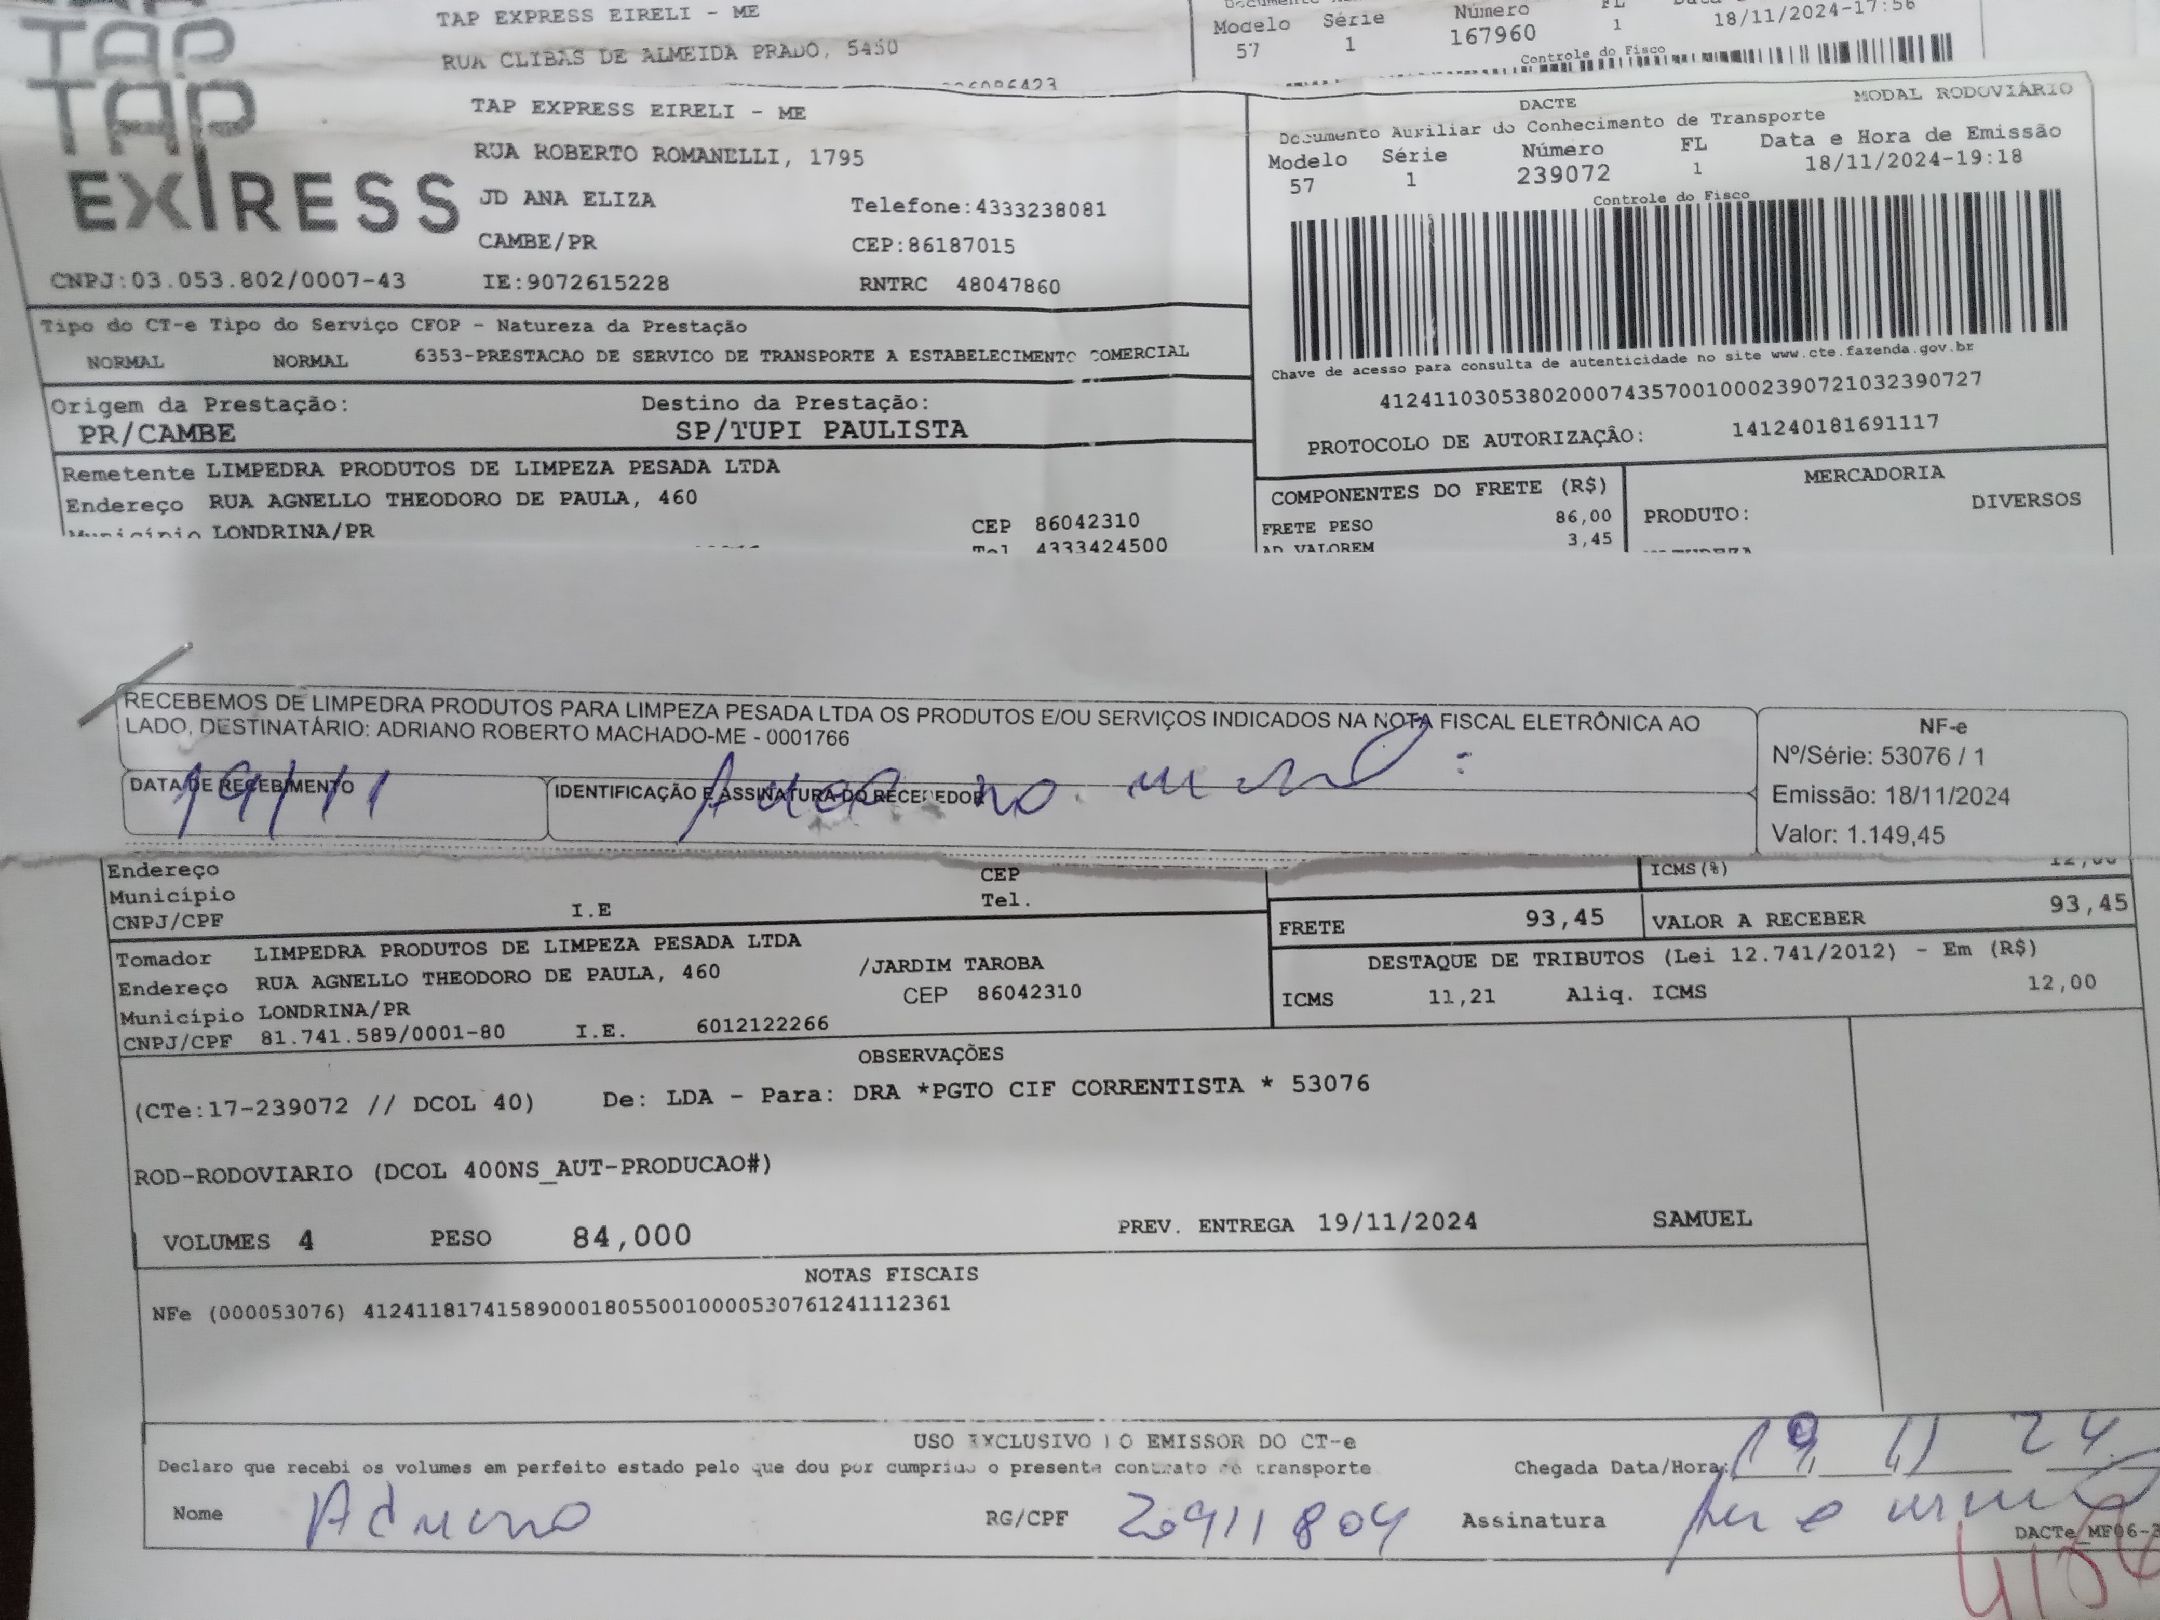 TAP
TAP EXPRESS EIRELI - ME
RUA CLIBAS DE ALMEIDA PRADO, 5450
Modelo Série Número FL
57 1 167960 1 18/11/2024-17:56
Controle do Fisco
TAP EXPRESS
TAP EXPRESS EIRELI - ME
RUA ROBERTO ROMANELLI, 1795
JD ANA ELIZA Telefone:4333238081
CAMBE/PR CEP:86187015
CNPJ:03.053.802/0007-43 IE:9072615228 RNTRC 48047860
DACTE MODAL RODOVIÁRIO
Documento Auxiliar do Conhecimento de Transporte
Modelo Série Número FL Data e Hora de Emissão
57 1 239072 1 18/11/2024-19:18
Controle do Fisco
Chave de acesso para consulta de autenticidade no site www.cte.fazenda.gov.br
41241103053802000743570010002390721032390727
PROTOCOLO DE AUTORIZAÇÃO: 141240181691117
Tipo do CT-e Tipo do Serviço CFOP - Natureza da Prestação
NORMAL NORMAL 6353-PRESTACAO DE SERVICO DE TRANSPORTE A ESTABELECIMENTO COMERCIAL
Origem da Prestação: Destino da Prestação:
PR/CAMBE SP/TUPI PAULISTA
Remetente LIMPEDRA PRODUTOS DE LIMPEZA PESADA LTDA
Endereço RUA AGNELLO THEODORO DE PAULA, 460
Município LONDRINA/PR CEP 86042310
Tel 4333424500
COMPONENTES DO FRETE (R$) MERCADORIA
FRETE PESO 86,00 PRODUTO: DIVERSOS
AD VALOREM 3,45
RECEBEMOS DE LIMPEDRA PRODUTOS PARA LIMPEZA PESADA LTDA OS PRODUTOS E/OU SERVIÇOS INDICADOS NA NOTA FISCAL ELETRÔNICA AO
LADO, DESTINATÁRIO: ADRIANO ROBERTO MACHADO-ME - 0001766
DATA DE RECEBIMENTO IDENTIFICAÇÃO E ASSINATURA DO RECEBEDOR
19/11
NF-e
Nº/Série: 53076 / 1
Emissão: 18/11/2024
Valor: 1.149,45
Endereço CEP
Município Tel.
CNPJ/CPF I.E
ICMS(%) 12,00
FRETE 93,45 VALOR A RECEBER 93,45
Tomador LIMPEDRA PRODUTOS DE LIMPEZA PESADA LTDA
Endereço RUA AGNELLO THEODORO DE PAULA, 460 /JARDIM TAROBA
Município LONDRINA/PR CEP 86042310
CNPJ/CPF 81.741.589/0001-80 I.E. 6012122266
DESTAQUE DE TRIBUTOS (Lei 12.741/2012) - Em (R$)
ICMS 11,21 Aliq. ICMS 12,00
OBSERVAÇÕES
(CTe:17-239072 // DCOL 40) De: LDA - Para: DRA *PGTO CIF CORRENTISTA * 53076
ROD-RODOVIARIO (DCOL 400NS_AUT-PRODUCAO#)
VOLUMES 4 PESO 84,000 PREV. ENTREGA 19/11/2024 SAMUEL
NOTAS FISCAIS
NFe (000053076) 41241181741589000180550010000530761241112361
USO EXCLUSIVO DO EMISSOR DO CT-e
Declaro que recebi os volumes em perfeito estado pelo que dou por cumprido o presente contrato de transporte Chegada Data/Hora: 19 11 24
Nome Adriano RG/CPF 20911804 Assinatura